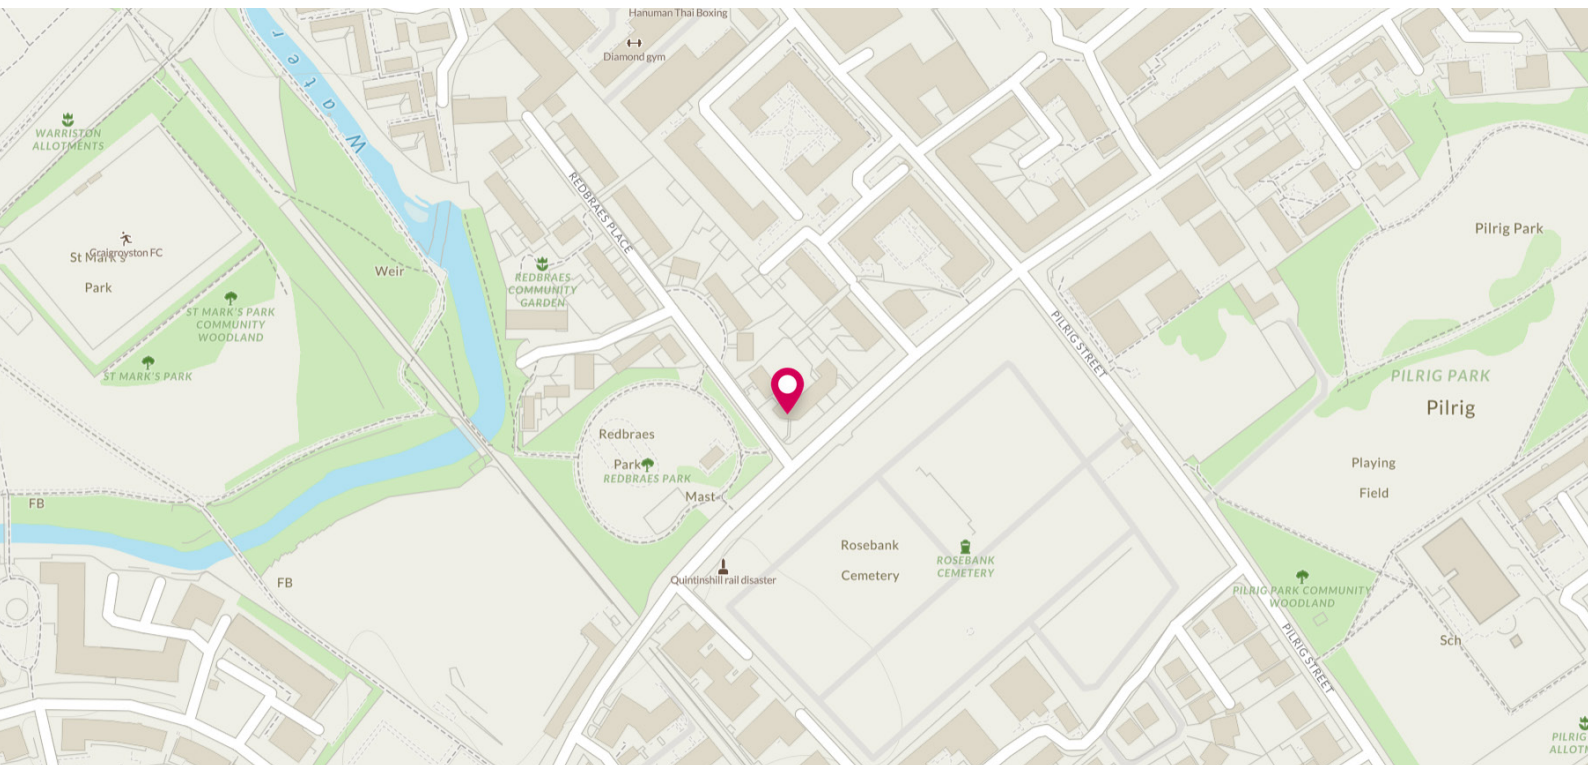 Hanuman Thai Boxing
Diamond gym
Water
WARRISTON
ALLOTMENTS
REDBRAES PLACE
Craigroyston FC
St Mark's
Park
Weir
REDBRAES
COMMUNITY
GARDEN
Pilrig Park
ST MARK'S PARK
COMMUNITY
WOODLAND
PILRIG STREET
ST MARK'S PARK
PILRIG PARK
Pilrig
Redbraes
Park
REDBRAES PARK
Mast
Playing
Field
FB
Rosebank
Cemetery
ROSEBANK
CEMETERY
Quintinshill rail disaster
FB
PILRIG PARK COMMUNITY
WOODLAND
PILRIG STREET
Sch
PILRIG
ALLOTM